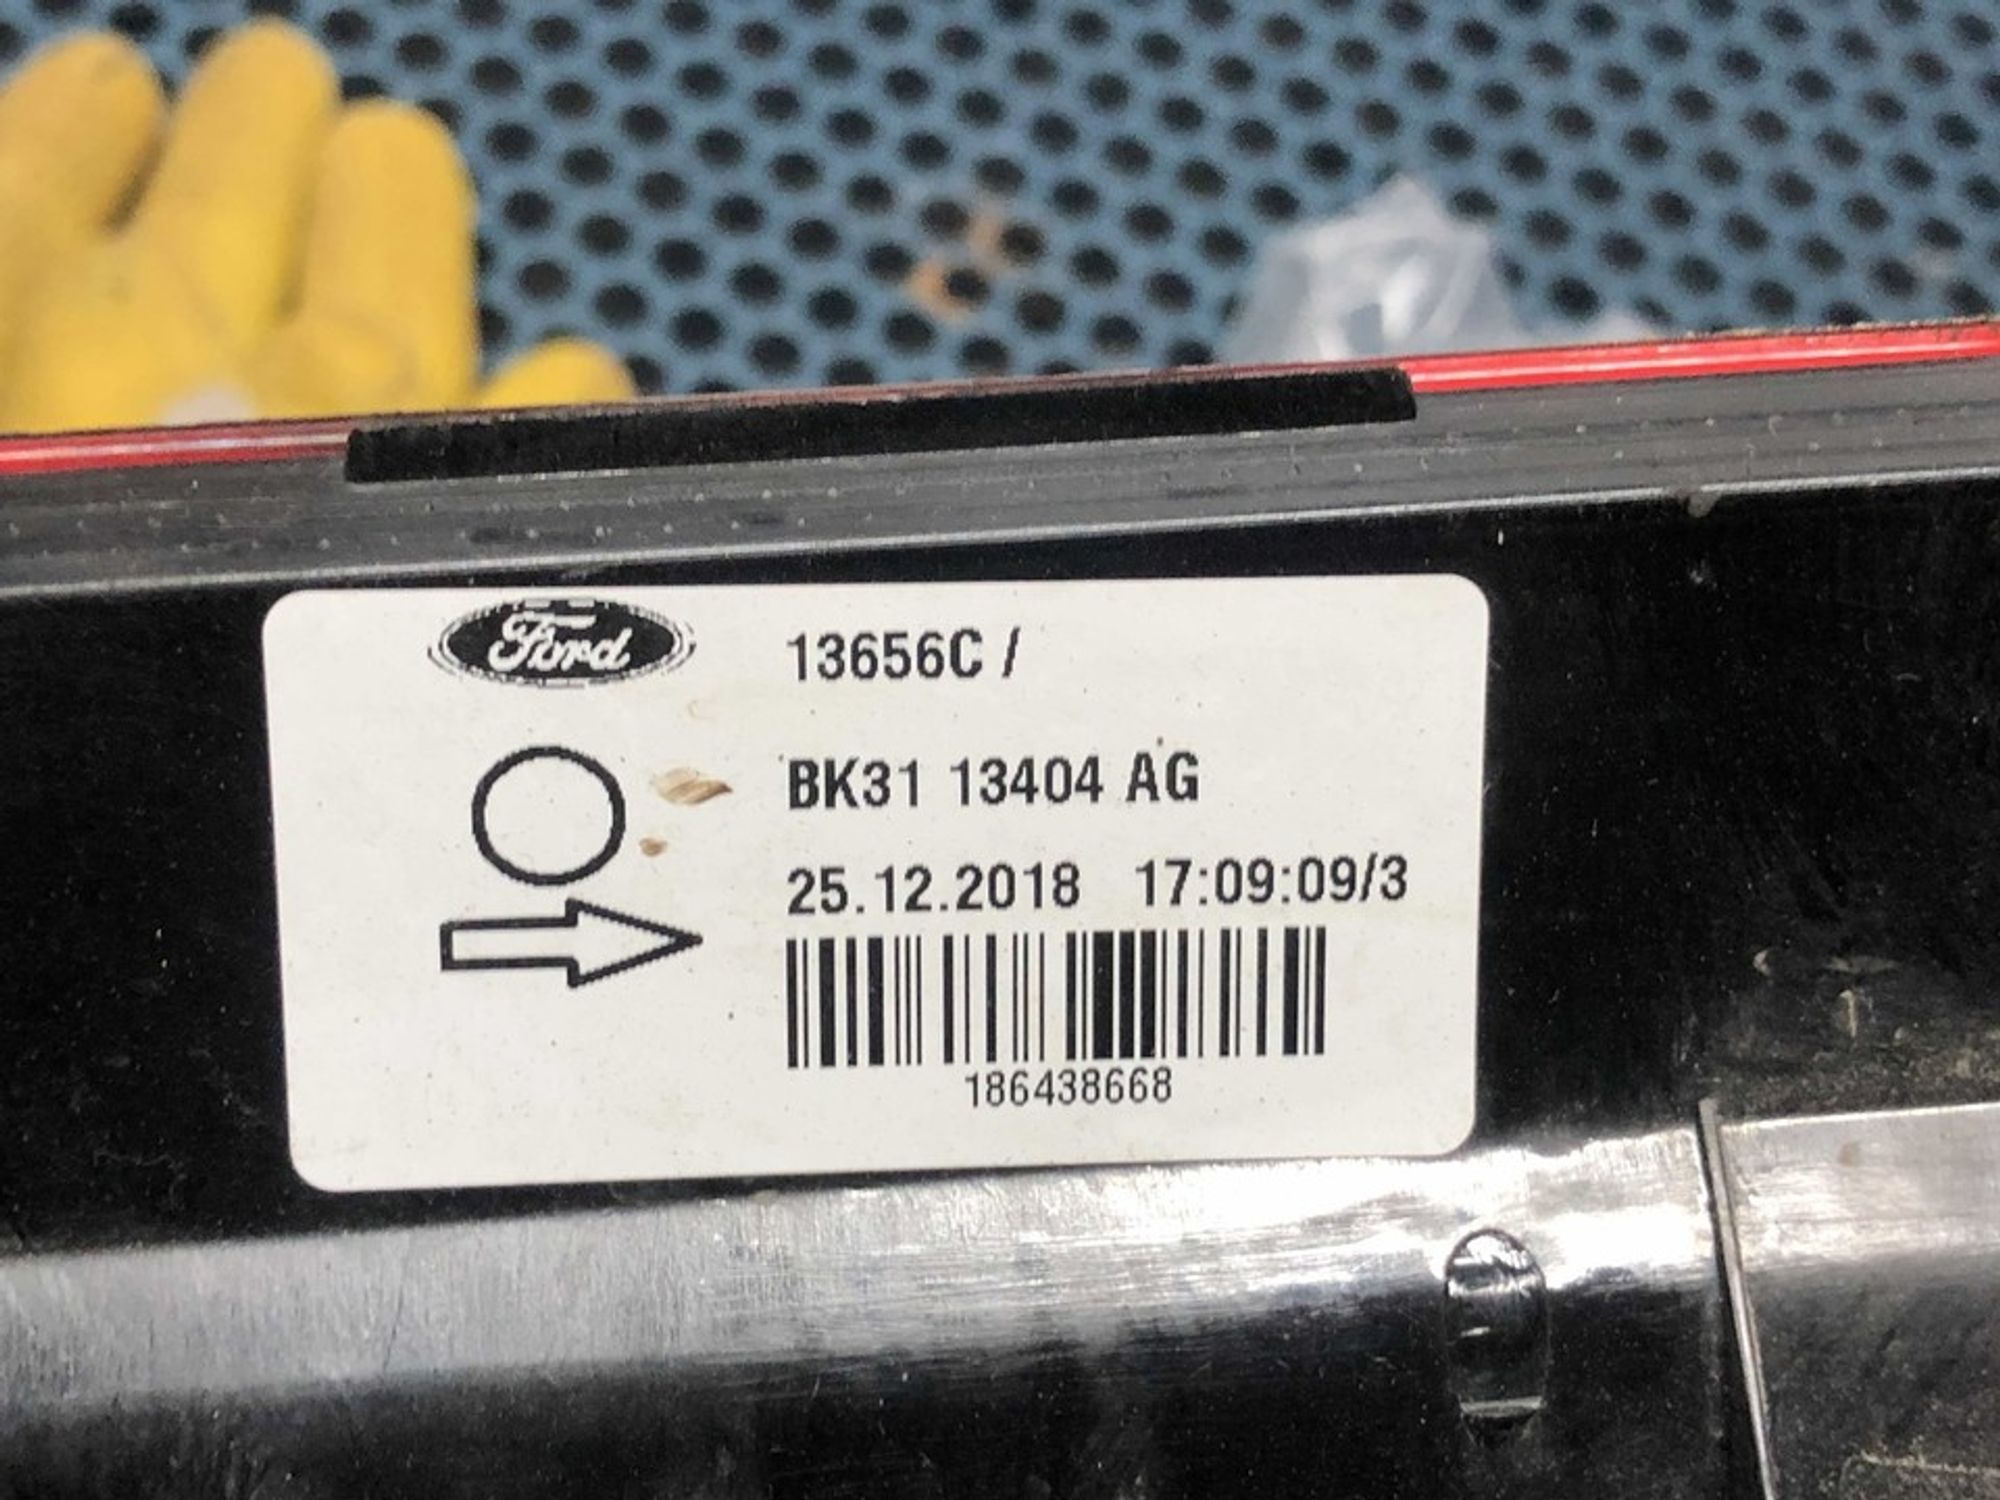 Ford
13656C /
BK31 13404 AG
25.12.2018 17:09:09/3
186438668